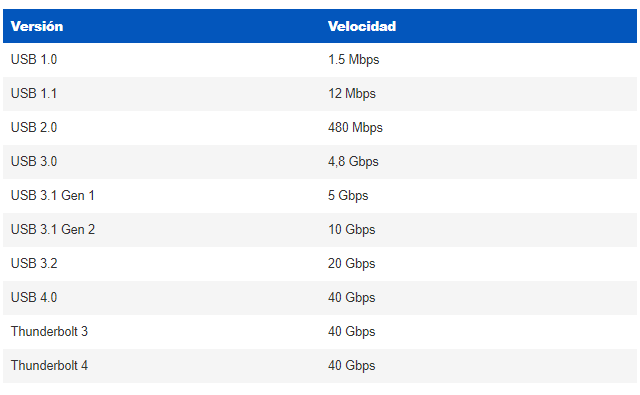 Versión Velocidad
USB 1.0 1.5 Mbps
USB 1.1 12 Mbps
USB 2.0 480 Mbps
USB 3.0 4,8 Gbps
USB 3.1 Gen 1 5 Gbps
USB 3.1 Gen 2 10 Gbps
USB 3.2 20 Gbps
USB 4.0 40 Gbps
Thunderbolt 3 40 Gbps
Thunderbolt 4 40 Gbps